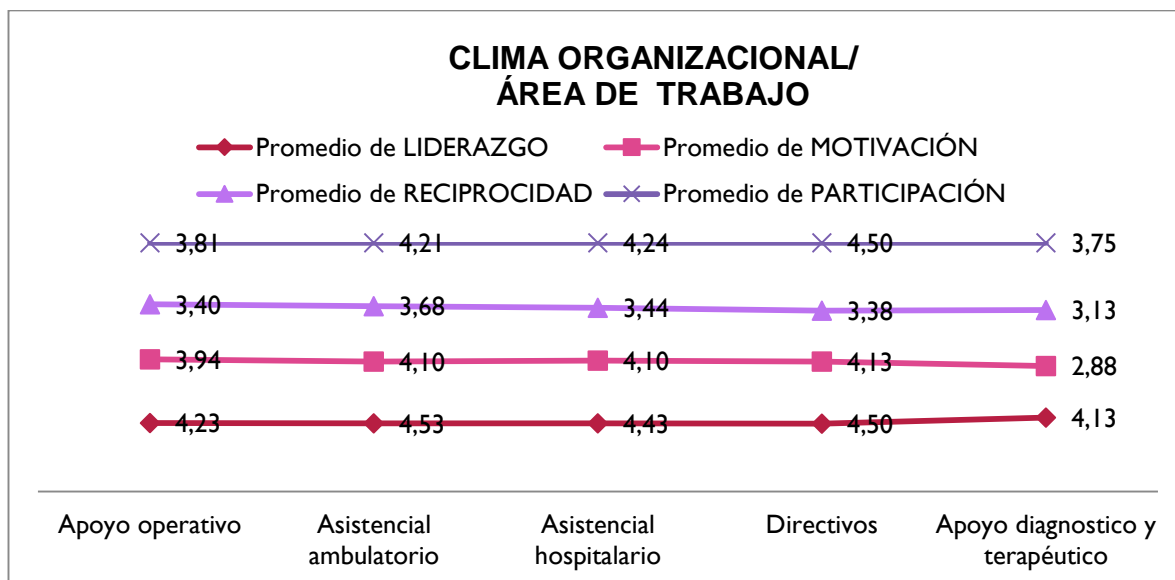 CLIMA ORGANIZACIONAL/
ÁREA DE TRABAJO
Promedio de LIDERAZGO
Promedio de MOTIVACIÓN
Promedio de RECIPROCIDAD
Promedio de PARTICIPACIÓN
3,81 4,21 4,24 4,50 3,75
3,40 3,68 3,44 3,38 3,13
3,94 4,10 4,10 4,13 2,88
4,23 4,53 4,43 4,50 4,13
Apoyo operativo
Asistencial
ambulatorio
Asistencial
hospitalario
Directivos
Apoyo diagnostico y
terapéutico